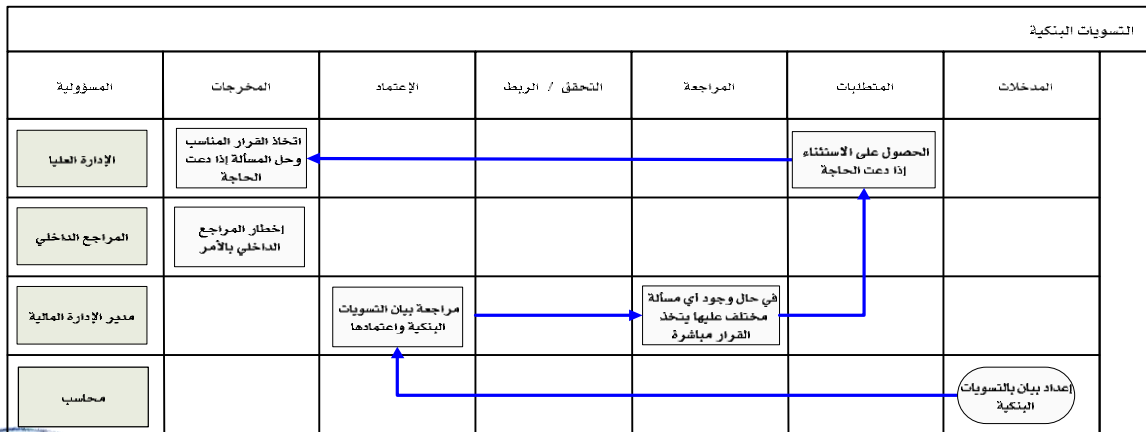 التسويات البنكية
المدخلات
المتطلبات
المراجعة
التحقق / الربط
الإعتماد
المخرجات
المسؤولية
الحصول على الاستثناء
إذا دعت الحاجة
اتخاذ القرار المناسب
وحل المسألة إذا دعت
الحاجة
الإدارة العليا
إخطار المراجع
الداخلي بالأمر
المراجع الداخلي
في حال وجود أي مسألة
مختلف عليها يتخذ
القرار مباشرة
مراجعة بيان التسويات
البنكية واعتمادها
مدير الإدارة المالية
إعداد بيان بالتسويات
البنكية
محاسب